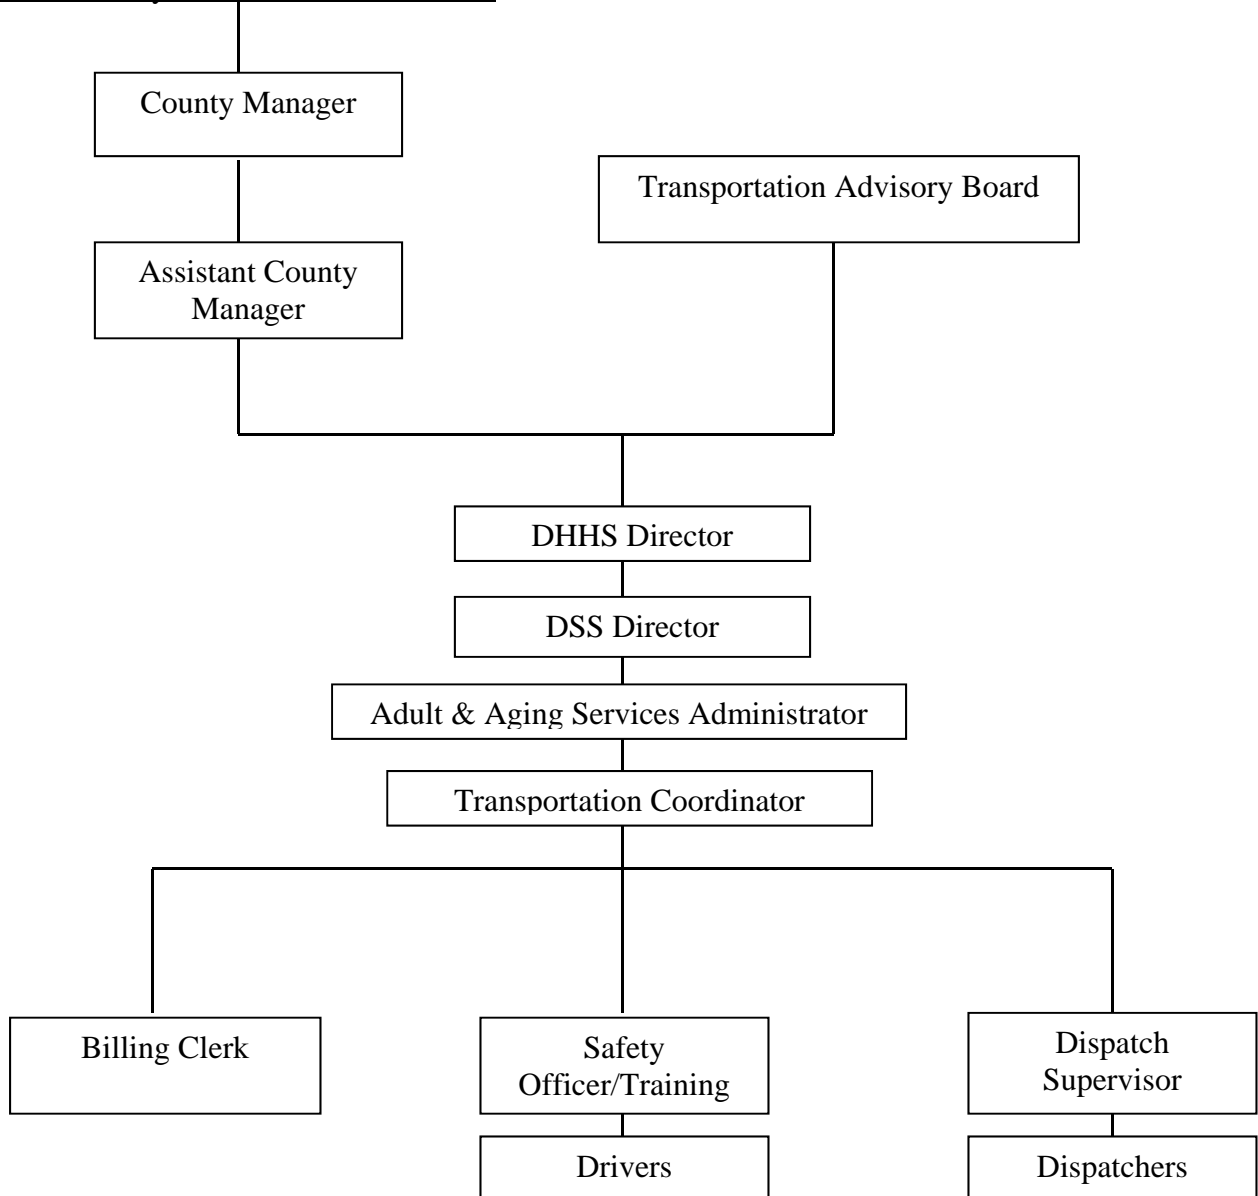 County Manager
Transportation Advisory Board
Assistant County
Manager
DHHS Director
DSS Director
Adult & Aging Services Administrator
Transportation Coordinator
Billing Clerk
Safety
Officer/Training
Dispatch
Supervisor
Drivers
Dispatchers